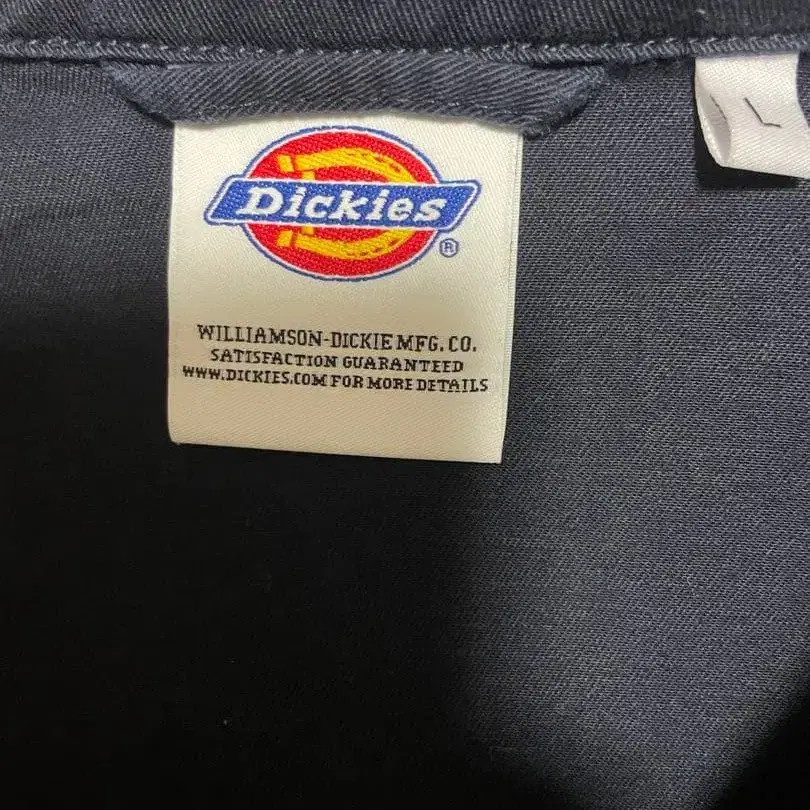 L
Dickies
®
WILLIAMSON-DICKIE MFG. CO.
SATISFACTION GUARANTEED
WWW.DICKIES.COM FOR MORE DETAILS